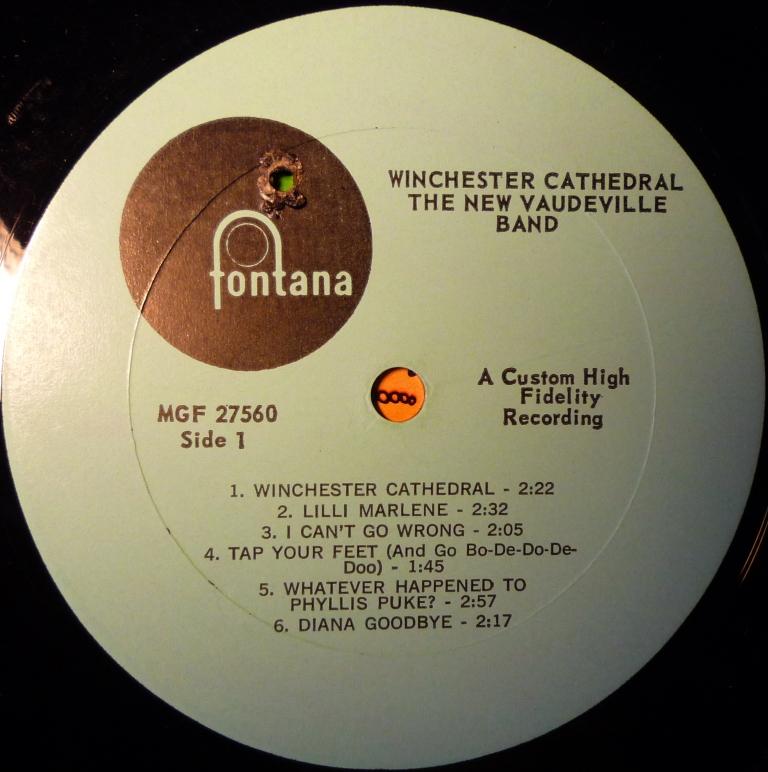 WINCHESTER CATHEDRAL
THE NEW VAUDEVILLE
BAND
fontana
A Custom High
Fidelity
Recording
MGF 27560
Side 1
1. WINCHESTER CATHEDRAL - 2:22
2. LILLI MARLENE - 2:32
3. I CAN'T GO WRONG - 2:05
4. TAP YOUR FEET (And Go Bo-De-Do-De-
Doo) - 1:45
5. WHATEVER HAPPENED TO
PHYLLIS PUKE? - 2:57
6. DIANA GOODBYE - 2:17